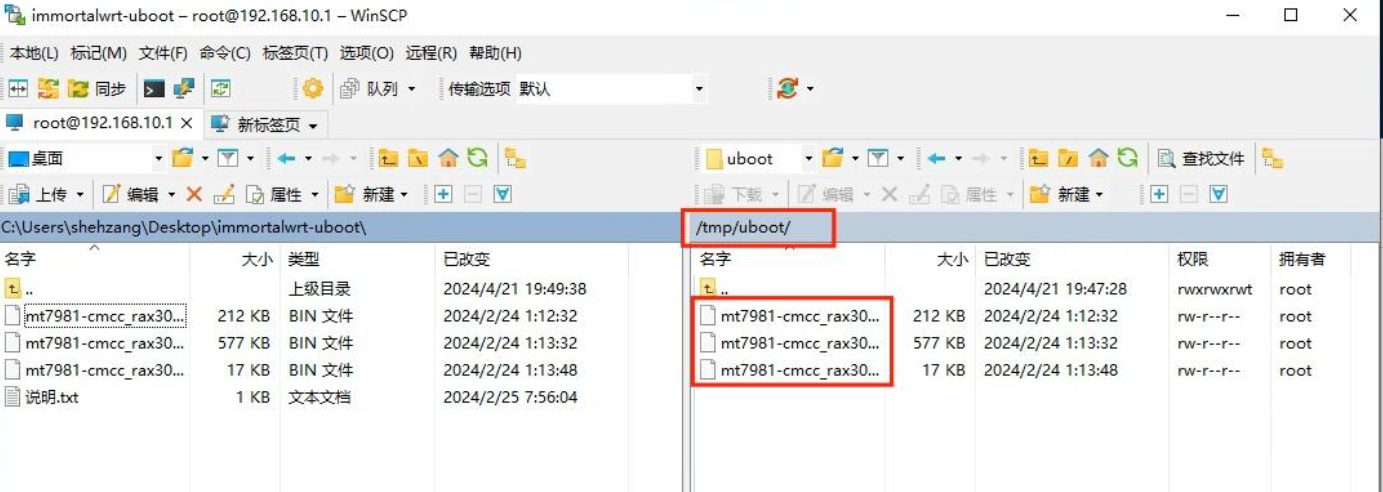 immortalwrt-uboot – root@192.168.10.1 – WinSCP
本地(L) 标记(M) 文件(F) 命令(C) 标签页(T) 选项(O) 远程(R) 帮助(H)
同步 队列 传输选项 默认
root@192.168.10.1 × 新标签页
桌面 uboot 查找文件
上传 编辑 属性 新建 下载 编辑 属性 新建
C:\Users\shehzang\Desktop\immortalwrt-uboot\ /tmp/uboot/
名字 大小 类型 已改变 名字 大小 已改变 权限 拥有者
.. 上级目录 2024/4/21 19:49:38 .. 2024/4/21 19:47:28 rwxrwxrwt root
mt7981-cmcc_rax30... 212 KB BIN 文件 2024/2/24 1:12:32 mt7981-cmcc_rax30... 212 KB 2024/2/24 1:12:32 rw-r--r-- root
mt7981-cmcc_rax30... 577 KB BIN 文件 2024/2/24 1:13:32 mt7981-cmcc_rax30... 577 KB 2024/2/24 1:13:32 rw-r--r-- root
mt7981-cmcc_rax30... 17 KB BIN 文件 2024/2/24 1:13:48 mt7981-cmcc_rax30... 17 KB 2024/2/24 1:13:48 rw-r--r-- root
说明.txt 1 KB 文本文档 2024/2/25 7:56:04